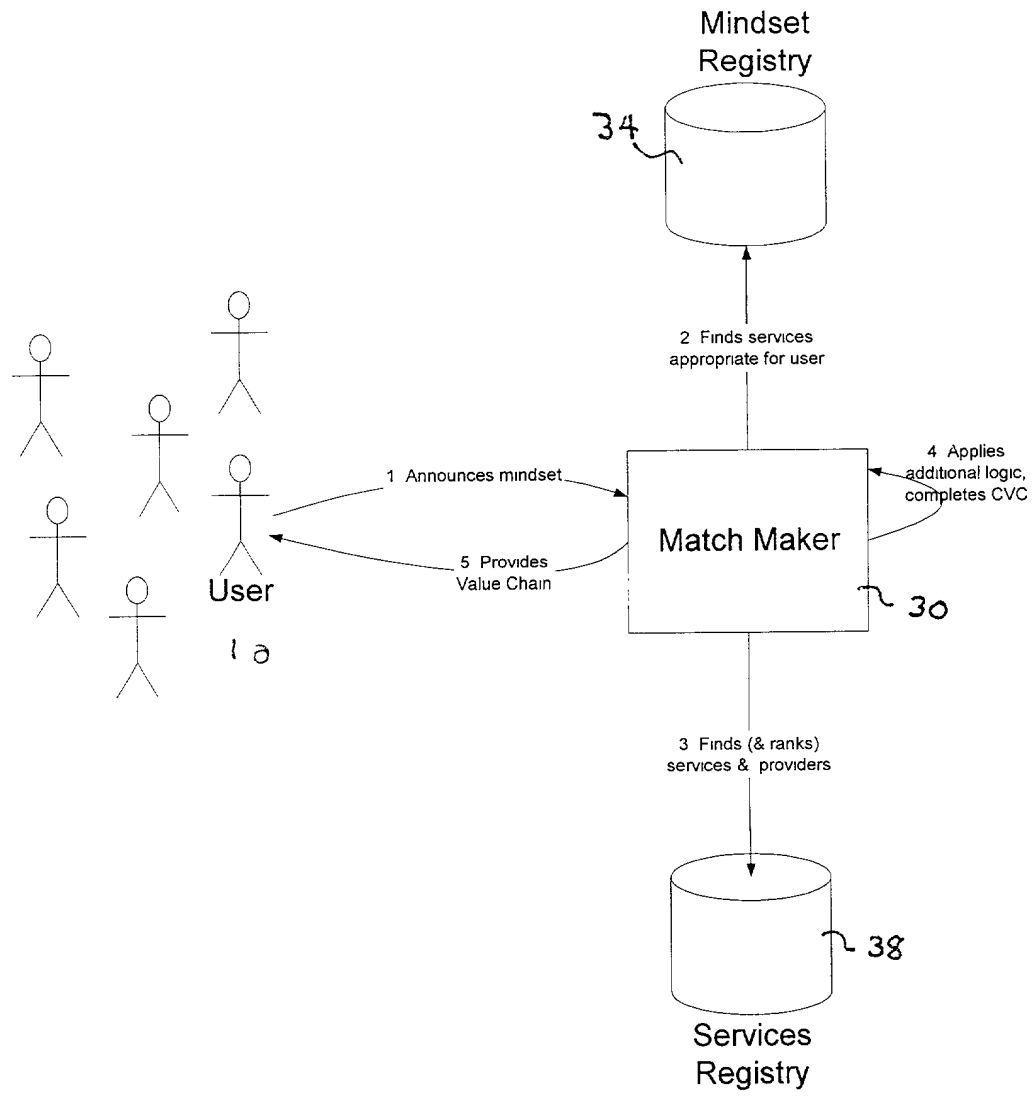 Mindset
Registry
34
2 Finds services
appropriate for user
1 Announces mindset
4 Applies
additional logic,
completes CVC
Match Maker
5 Provides
Value Chain
User
30
10
3 Finds (& ranks)
services & providers
38
Services
Registry